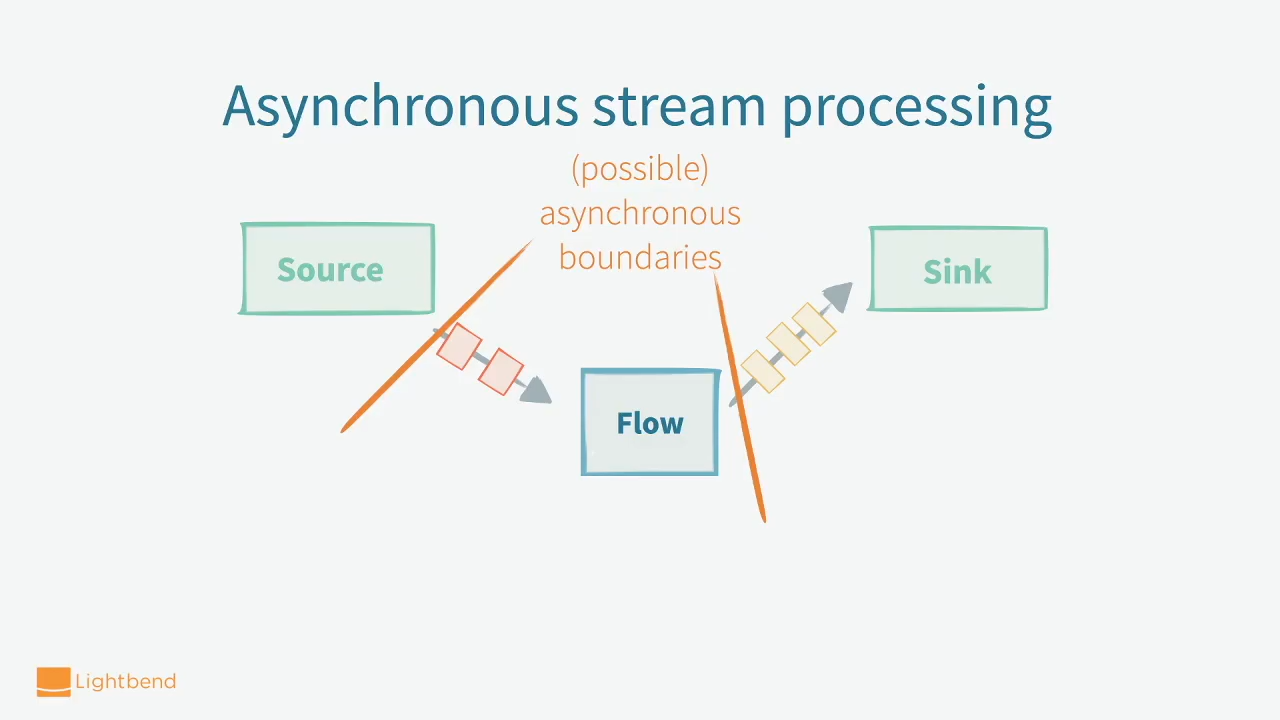 Asynchronous stream processing
(possible)
asynchronous
boundaries
Source
Sink
Flow
Lightbend